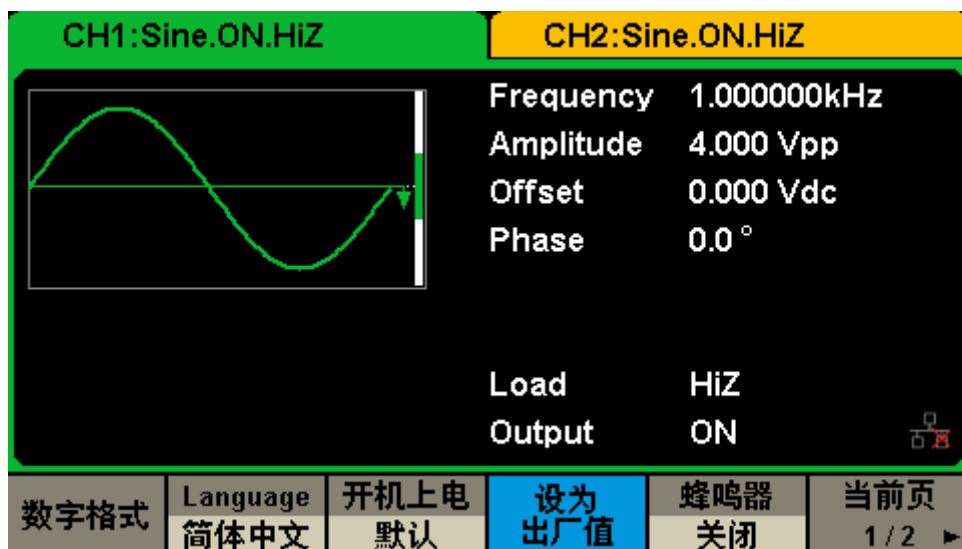 CH1:Sine.ON.HiZ
CH2:Sine.ON.HiZ
Frequency 1.000000kHz
Amplitude 4.000 Vpp
Offset 0.000 Vdc
Phase 0.0 °
Load HiZ
Output ON
数字格式
Language
简体中文
开机上电
默认
设为
出厂值
蜂鸣器
关闭
当前页
1/2 ►